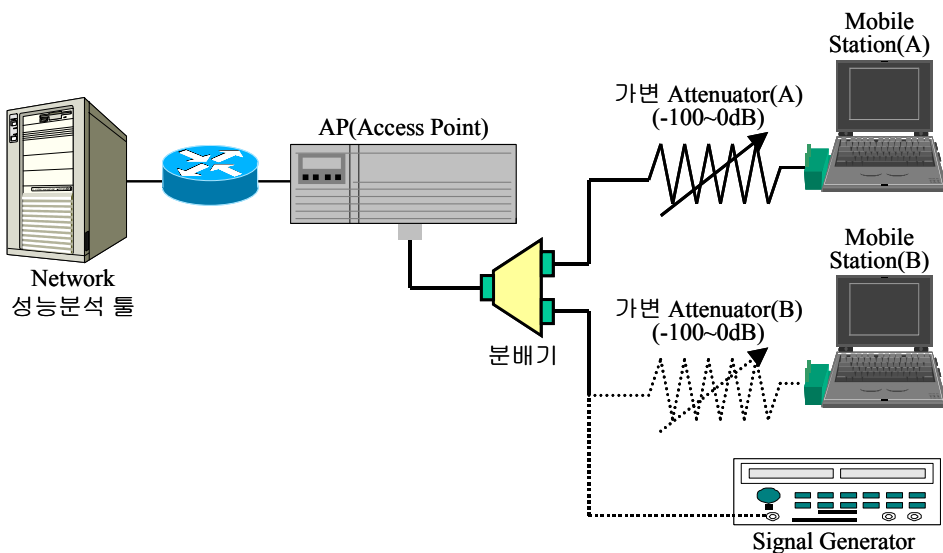 Mobile
Station(A)
가변 Attenuator(A)
(-100~0dB)
AP(Access Point)
Network
성능분석 툴
분배기
Mobile
Station(B)
가변 Attenuator(B)
(-100~0dB)
Signal Generator